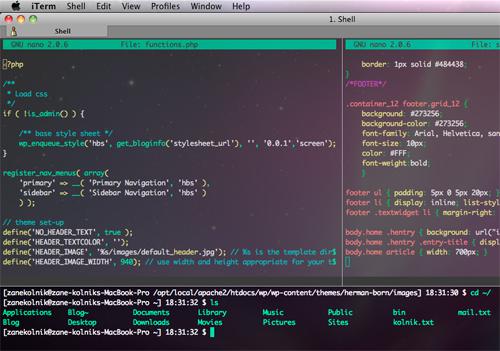 iTerm Shell Edit View Profiles Window Help
1. Shell
Shell
GNU nano 2.0.6 File: functions.php
<?php
/**
* Load css
*/
if ( !is_admin() ) {
/** base style sheet */
wp_enqueue_style('hbs', get_bloginfo('stylesheet_url'), '', '0.0.1','screen');
}
register_nav_menus( array(
'primary' => __( 'Primary Navigation', 'hbs' ),
'sidebar' => __( 'Sidebar Navigation', 'hbs' )
) );
// theme set-up
define('NO_HEADER_TEXT', true );
define('HEADER_TEXTCOLOR', '');
define('HEADER_IMAGE', '%s/images/default_header.jpg'); // %s is the template dir$
define('HEADER_IMAGE_WIDTH', 940); // use width and height appropriate for your t$
GNU nano 2.0.6 File: s
border: 1px solid #484438;
}
/*FOOTER*/
.container_12 footer.grid_12 {
background: #273256;
background-color: #273256;
font-family: Arial, Helvetica, san
font-size: 10px;
color: #FFF;
font-weight:bold;
}
footer ul { padding: 5px 0 5px 20px; }
footer li { display: inline; list-styl
footer .textwidget li { margin-right:
body.home .hentry { background: url("i
body.home .hentry .entry-title { displ
body.home article { width: 700px; }
[zanekolnik@zane-kolniks-MacBook-Pro /opt/local/apache2/htdocs/wp/wp-content/themes/herman-born/images] 18:31:30 $ cd ~/
[zanekolnik@zane-kolniks-MacBook-Pro ~] 18:31:32 $ ls
Applications Blog~ Documents Library Music Public bin mail.txt
Blog Desktop Downloads Movies Pictures Sites kolnik.txt
[zanekolnik@zane-kolniks-MacBook-Pro ~] 18:31:32 $